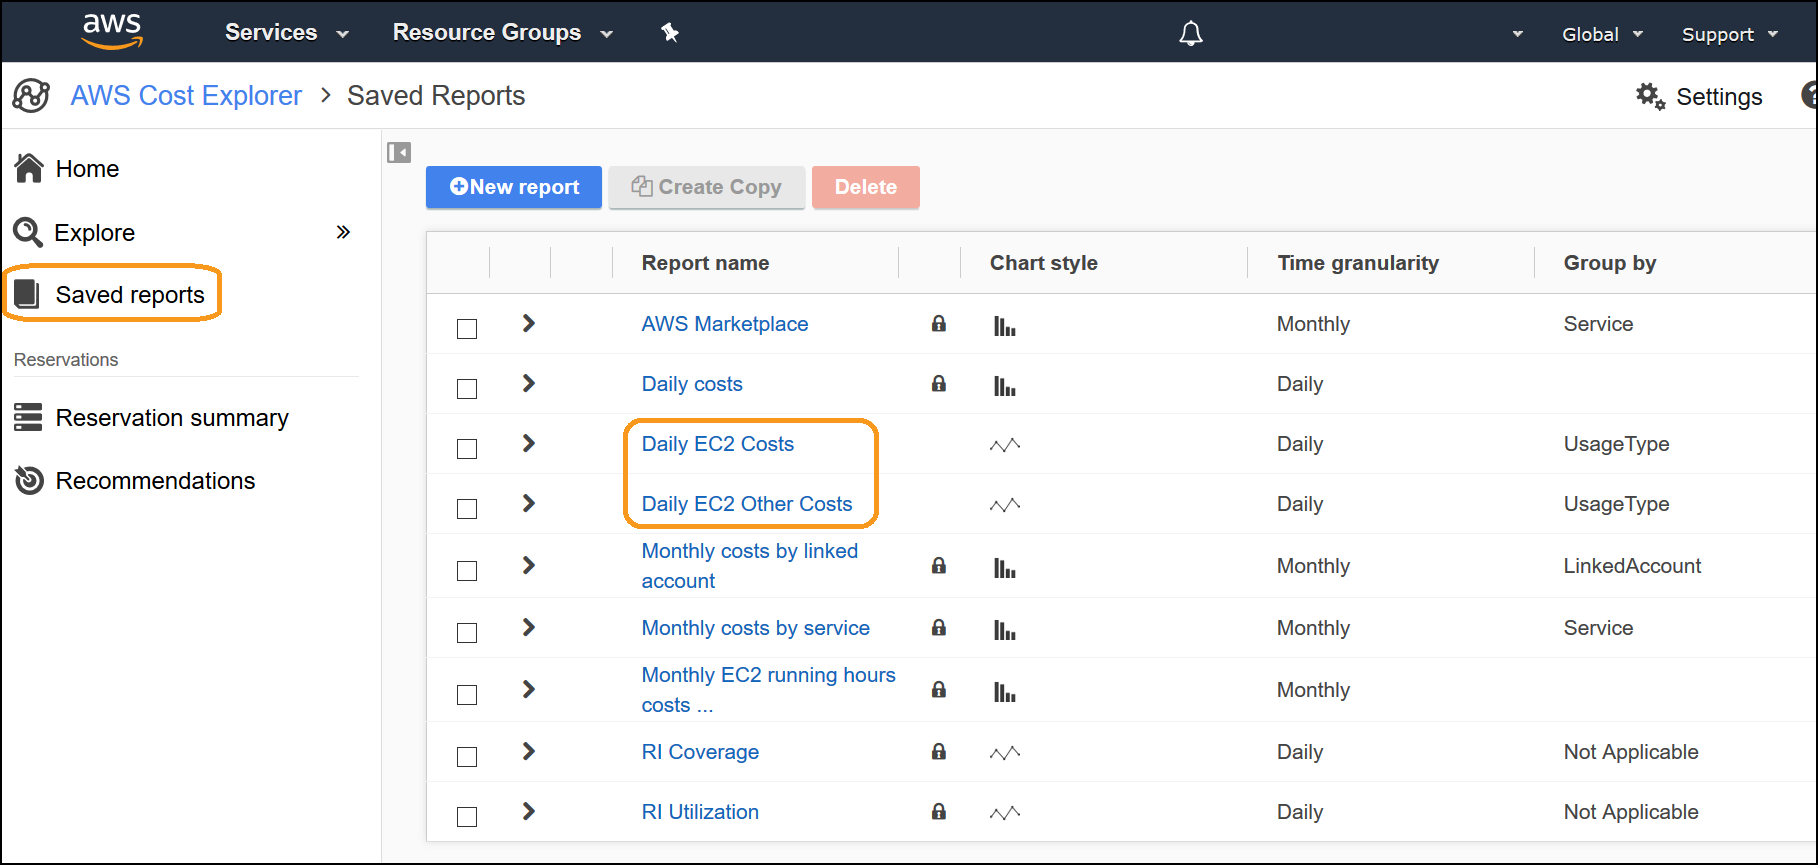 aws Services Resource Groups Global Support
AWS Cost Explorer > Saved Reports Settings ?
Home
Explore »
Saved reports
Reservations
Reservation summary
Recommendations
New report Create Copy Delete
Report name Chart style Time granularity Group by
AWS Marketplace Monthly Service
Daily costs Daily
Daily EC2 Costs Daily UsageType
Daily EC2 Other Costs Daily UsageType
Monthly costs by linked
account Monthly LinkedAccount
Monthly costs by service Monthly Service
Monthly EC2 running hours
costs ... Monthly
RI Coverage Daily Not Applicable
RI Utilization Daily Not Applicable